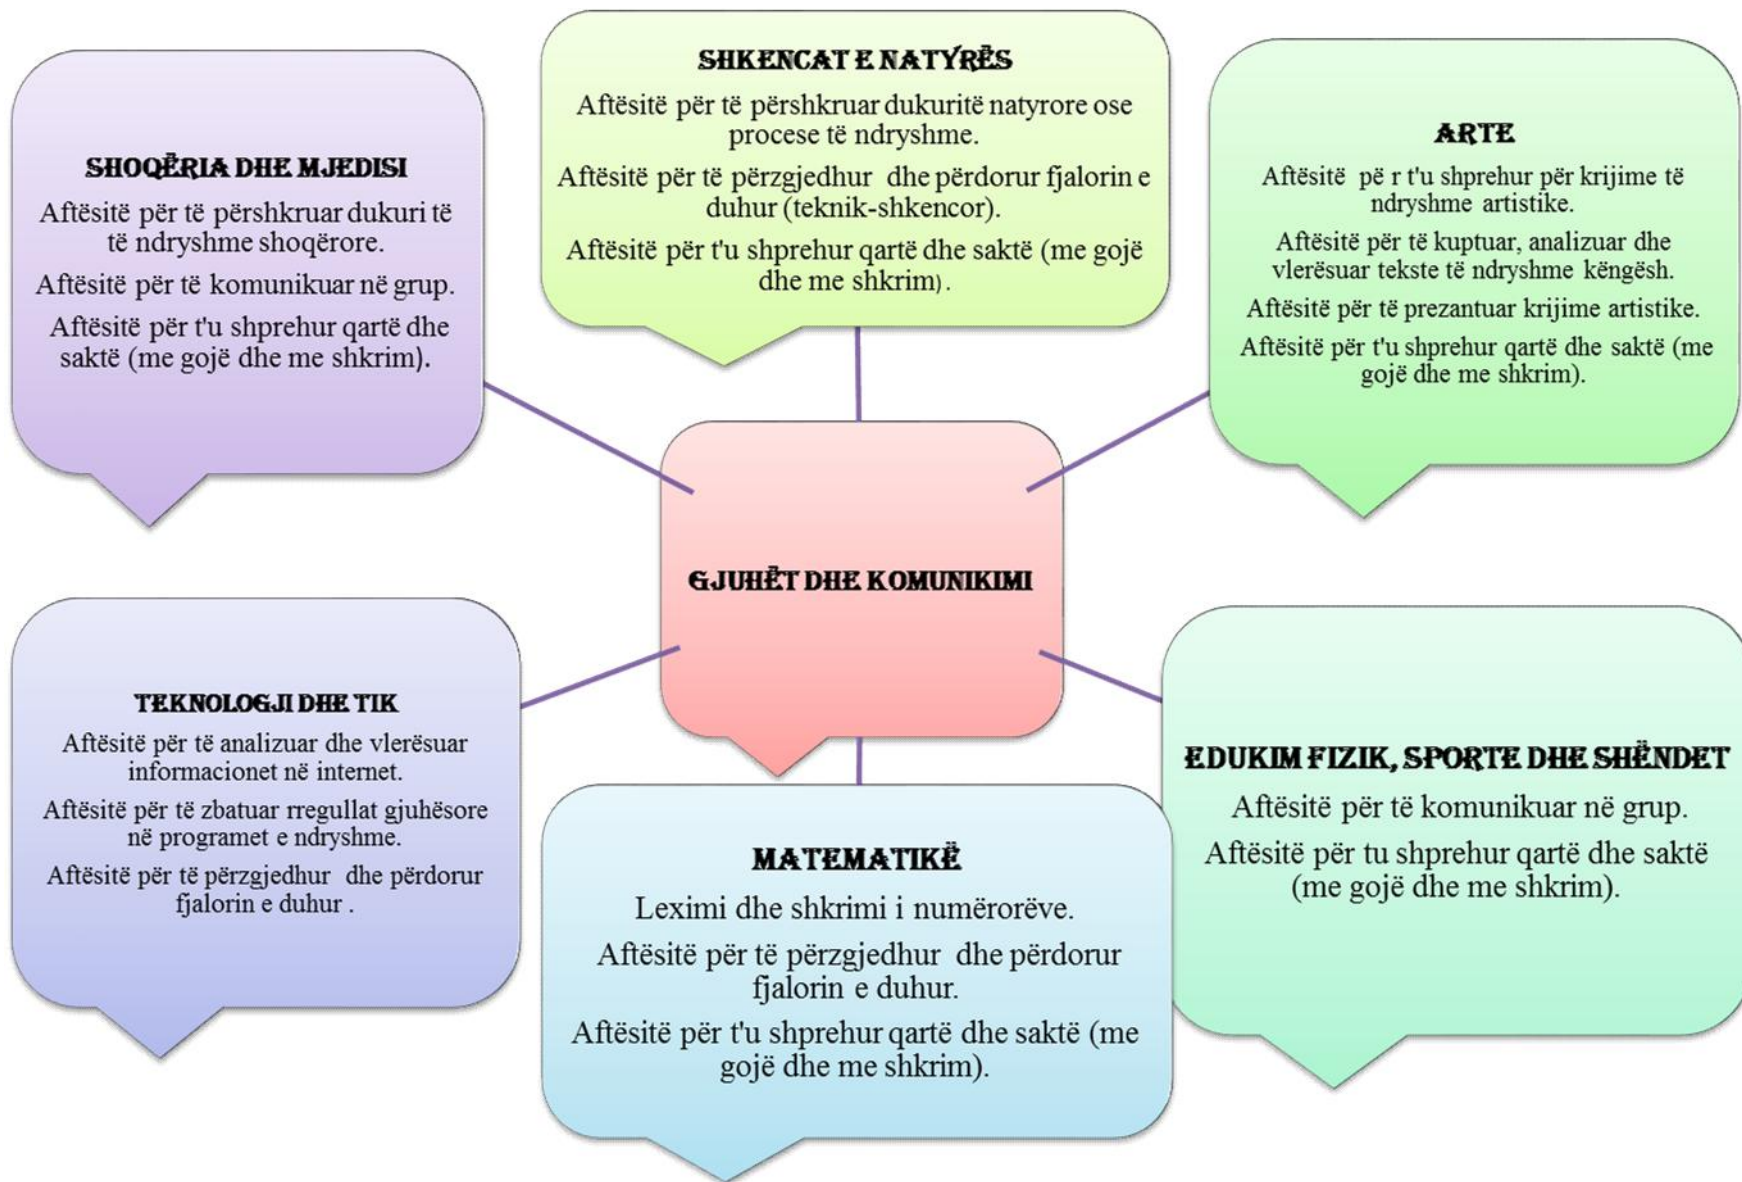 SHOQËRIA DHE MJEDISI
Aftësitë për të përshkruar dukuri të
të ndryshme shoqërore.
Aftësitë për të komunikuar në grup.
Aftësitë për t'u shprehur qartë dhe
saktë (me gojë dhe me shkrim).
SHKENCAT E NATYRËS
Aftësitë për të përshkruar dukuritë natyrore ose
procese të ndryshme.
Aftësitë për të përzgjedhur dhe përdorur fjalorin e
duhur (teknik-shkencor).
Aftësitë për t'u shprehur qartë dhe saktë (me gojë
dhe me shkrim).
ARTE
Aftësitë pë r t'u shprehur për krijime të
ndryshme artistike.
Aftësitë për të kuptuar, analizuar dhe
vlerësuar tekste të ndryshme këngësh.
Aftësitë për të prezantuar krijime artistike.
Aftësitë për t'u shprehur qartë dhe saktë (me
gojë dhe me shkrim).
GJUHËT DHE KOMUNIKIMI
TEKNOLOGJI DHE TIK
Aftësitë për të analizuar dhe vlerësuar
informacionet në internet.
Aftësitë për të zbatuar rregullat gjuhësore
në programet e ndryshme.
Aftësitë për të përzgjedhur dhe përdorur
fjalorin e duhur .
MATEMATIKË
Leximi dhe shkrimi i numërorëve.
Aftësitë për të përzgjedhur dhe përdorur
fjalorin e duhur.
Aftësitë për t'u shprehur qartë dhe saktë (me
gojë dhe me shkrim).
EDUKIM FIZIK, SPORTE DHE SHËNDET
Aftësitë për të komunikuar në grup.
Aftësitë për tu shprehur qartë dhe saktë
(me gojë dhe me shkrim).